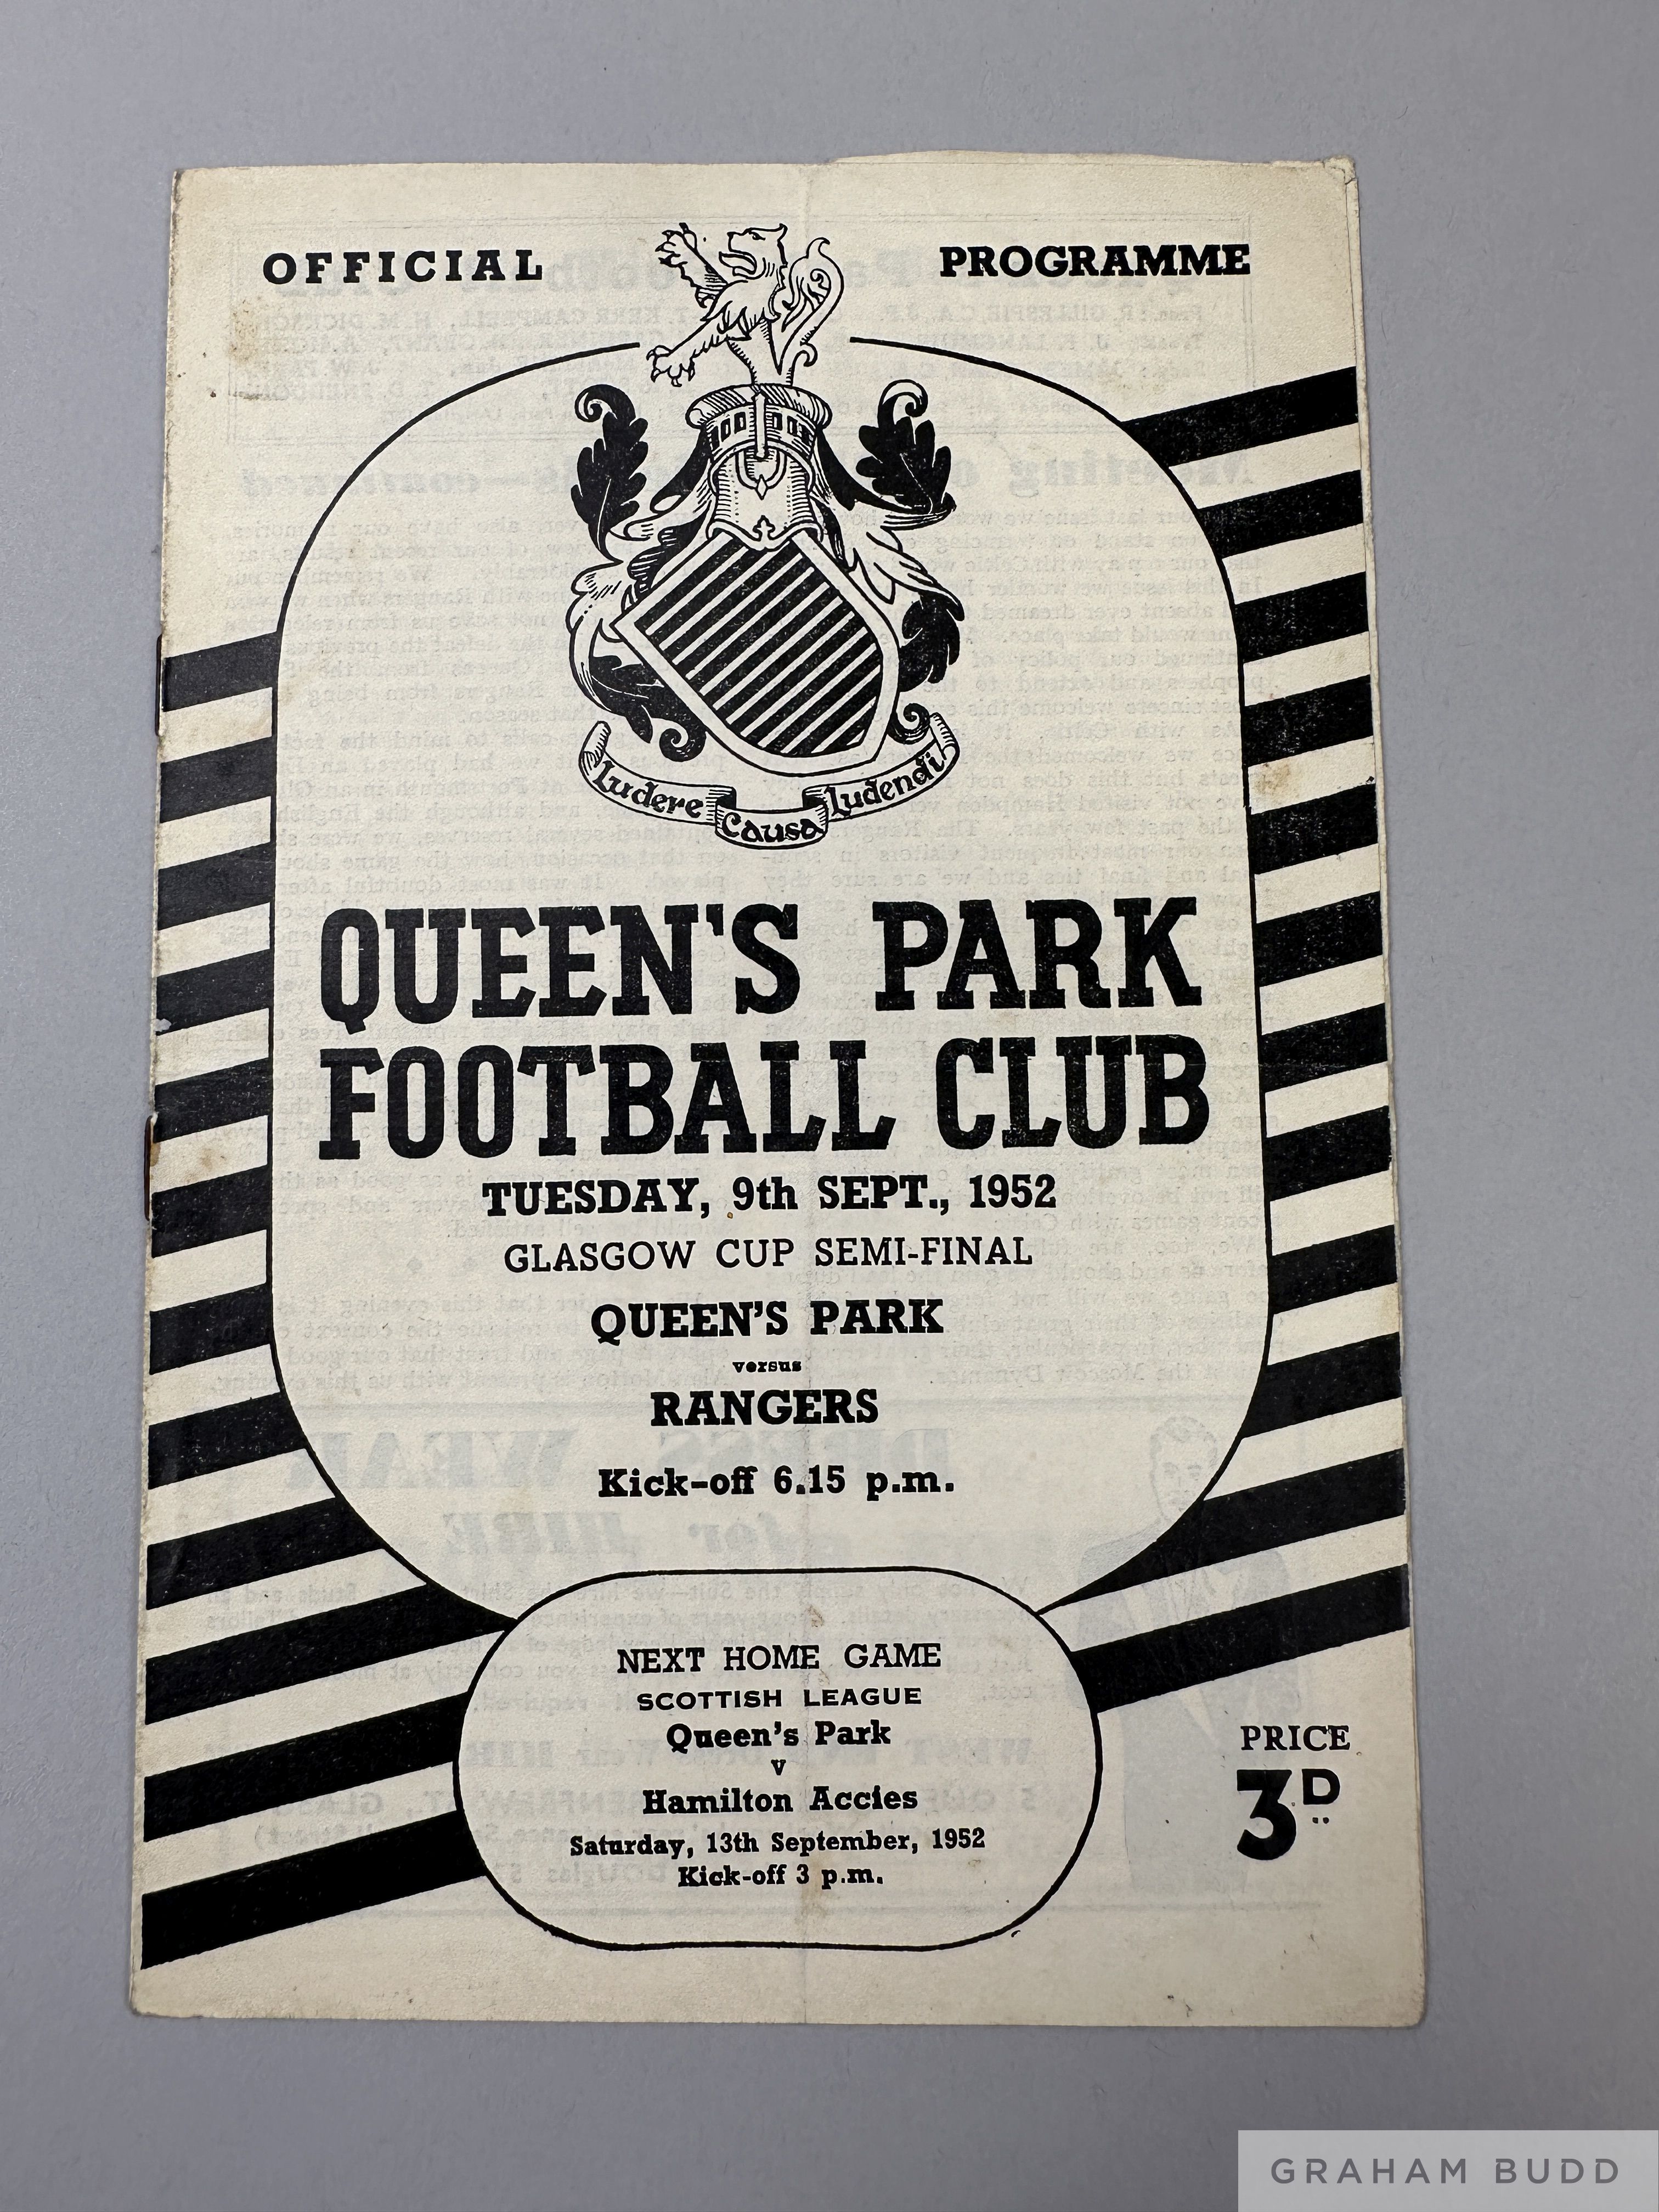 OFFICIAL PROGRAMME
Ludere Causa Ludendi
QUEEN'S PARK
FOOTBALL CLUB
TUESDAY, 9th SEPT., 1952
GLASGOW CUP SEMI-FINAL
QUEEN'S PARK
versus
RANGERS
Kick-off 6.15 p.m.
NEXT HOME GAME
SCOTTISH LEAGUE
Queen's Park
v
Hamilton Accies
Saturday, 13th September, 1952
Kick-off 3 p.m.
PRICE
3D
GRAHAM BUDD